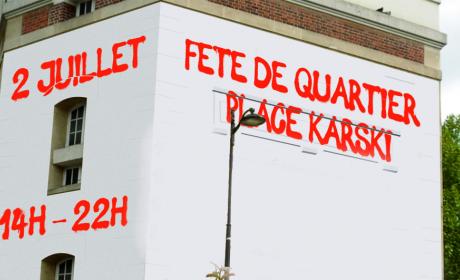 2 JUILLET
14H - 22H
FETE DE QUARTIER
PLACE KARSKI